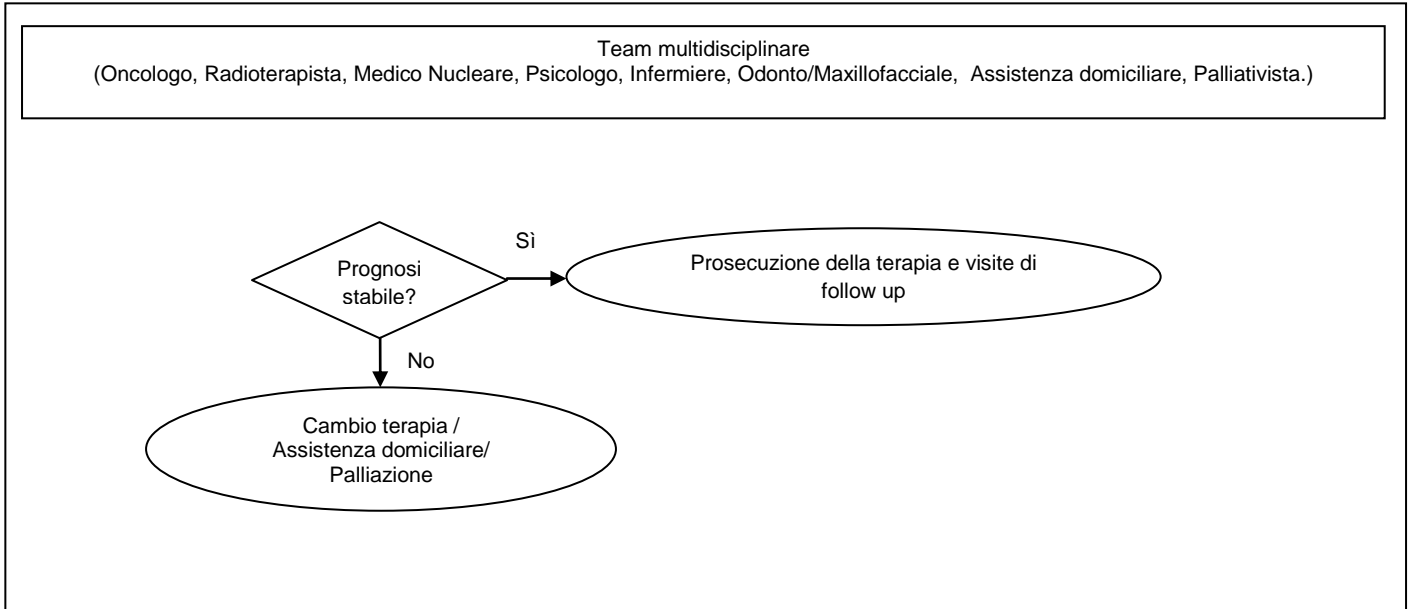 Team multidisciplinare
(Oncologo, Radioterapista, Medico Nucleare, Psicologo, Infermiere, Odonto/Maxillofacciale, Assistenza domiciliare, Palliativista.)
Sì
Prognosi
stabile?
Prosecuzione della terapia e visite di
follow up
No
Cambio terapia /
Assistenza domiciliare/
Palliazione